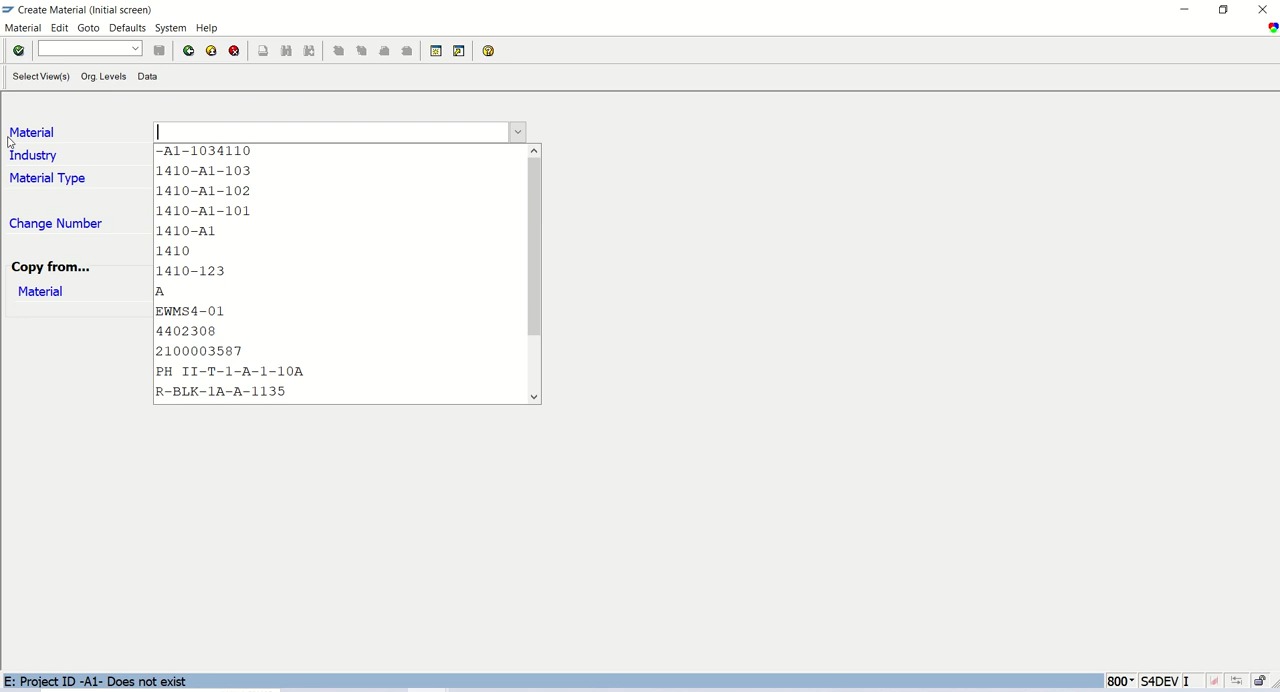 Create Material (Initial screen)
Material Edit Goto Defaults System Help
Select View(s) Org. Levels Data
Material
Industry
Material Type
Change Number
Copy from...
Material
-A1-1034110
1410-A1-103
1410-A1-102
1410-A1-101
1410-A1
1410
1410-123
A
EWMS4-01
4402308
2100003587
PH II-T-1-A-1-10A
R-BLK-1A-A-1135
E: Project ID -A1- Does not exist
800 S4DEV I